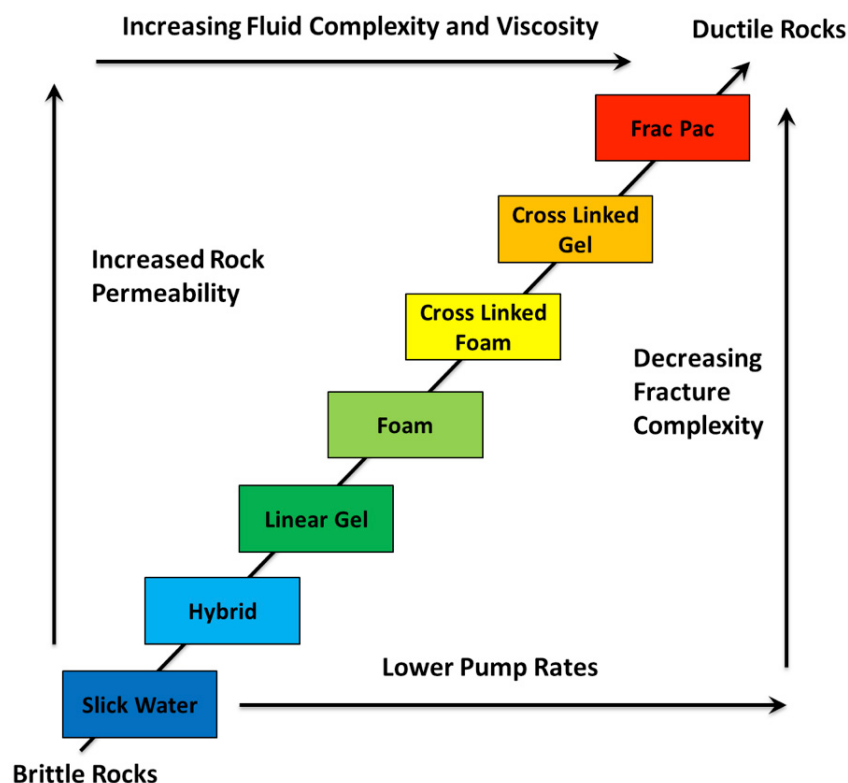 Increasing Fluid Complexity and Viscosity
Ductile Rocks
Frac Pac
Cross Linked
Gel
Increased Rock
Permeability
Cross Linked
Foam
Decreasing
Fracture
Complexity
Foam
Linear Gel
Hybrid
Lower Pump Rates
Slick Water
Brittle Rocks